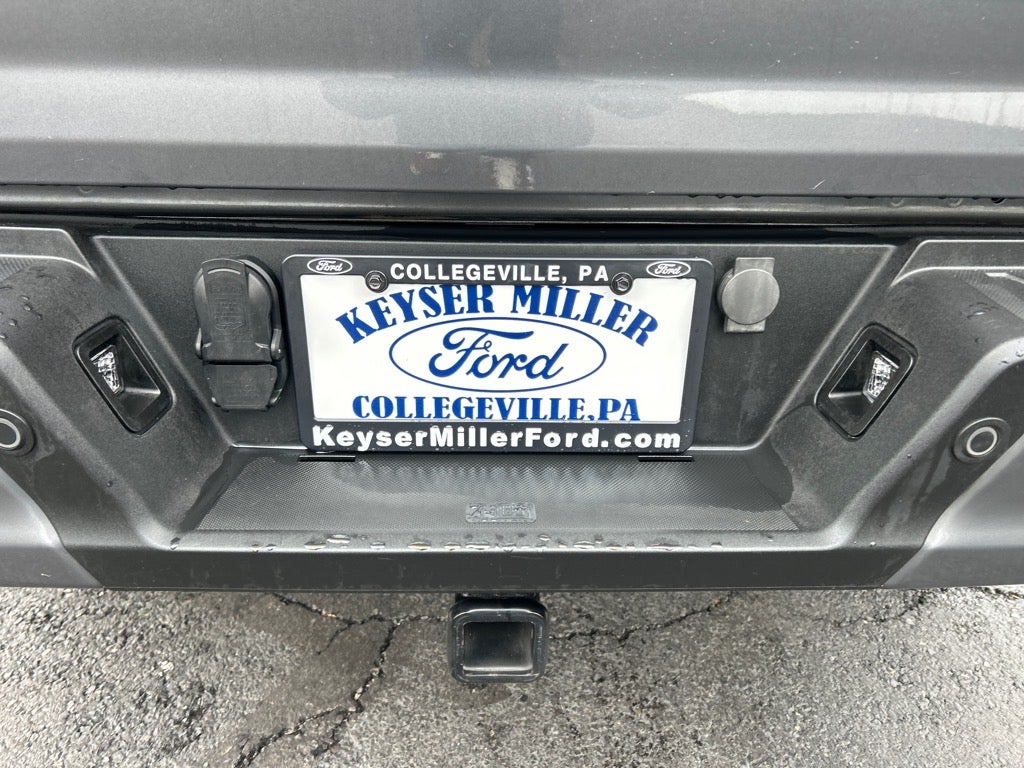 Ford COLLEGEVILLE, PA Ford
KEYSER MILLER
Ford
COLLEGEVILLE, PA
KeyserMillerFord.com